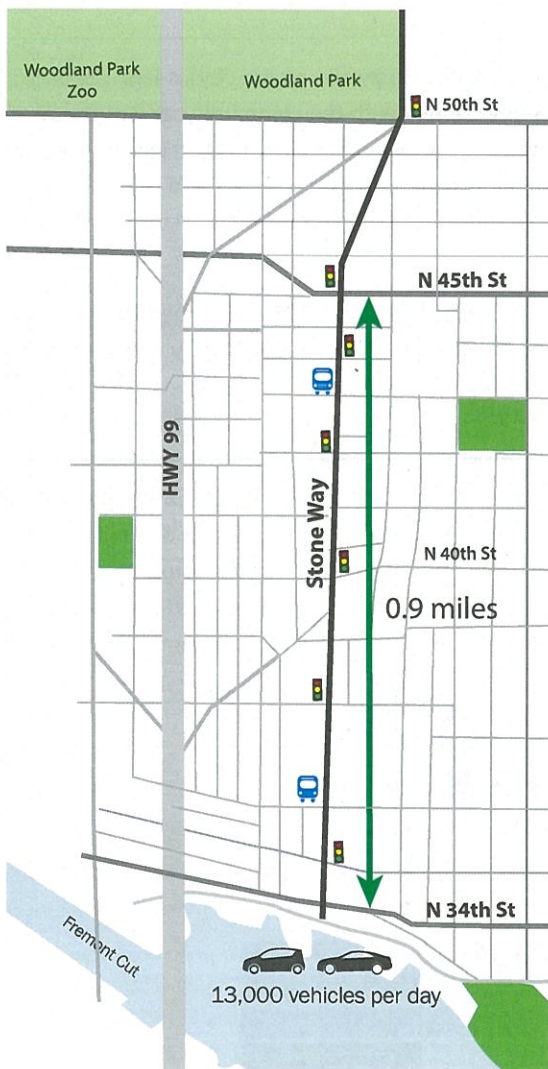 Woodland Park
Zoo
Woodland Park
N 50th St
N 45th St
HWY 99
Stone Way
N 40th St
0.9 miles
N 34th St
Fremont Cut
13,000 vehicles per day